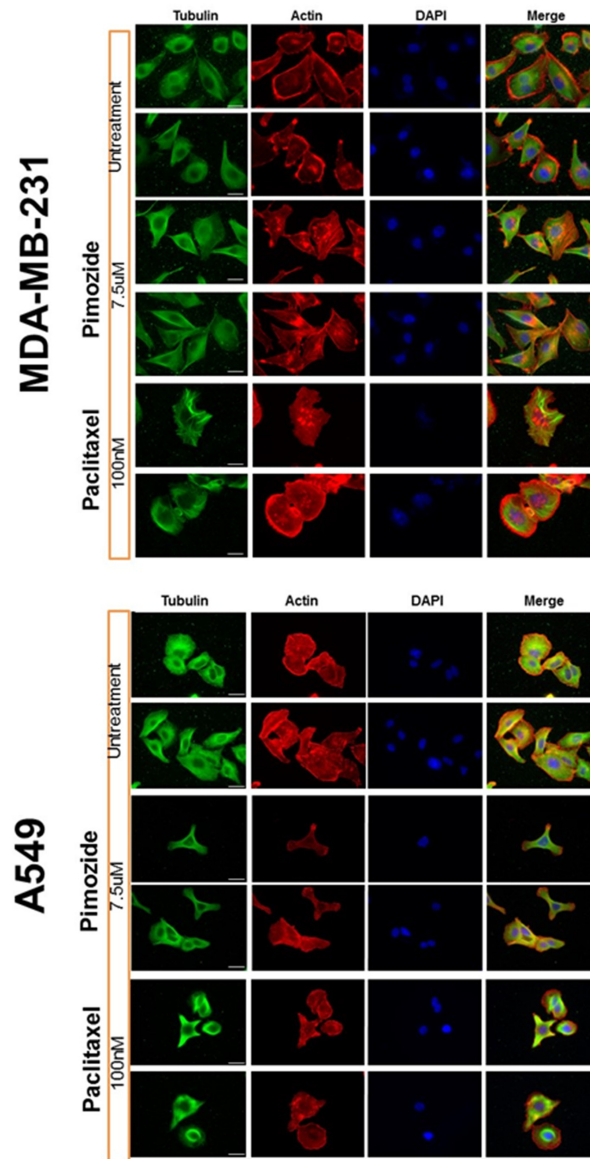 Tubulin Actin DAPI Merge
MDA-MB-231
Untreatment
Pimozide
7.5uM
Paclitaxel
100nM
Tubulin Actin DAPI Merge
A549
Untreatment
Pimozide
7.5uM
Paclitaxel
100nM